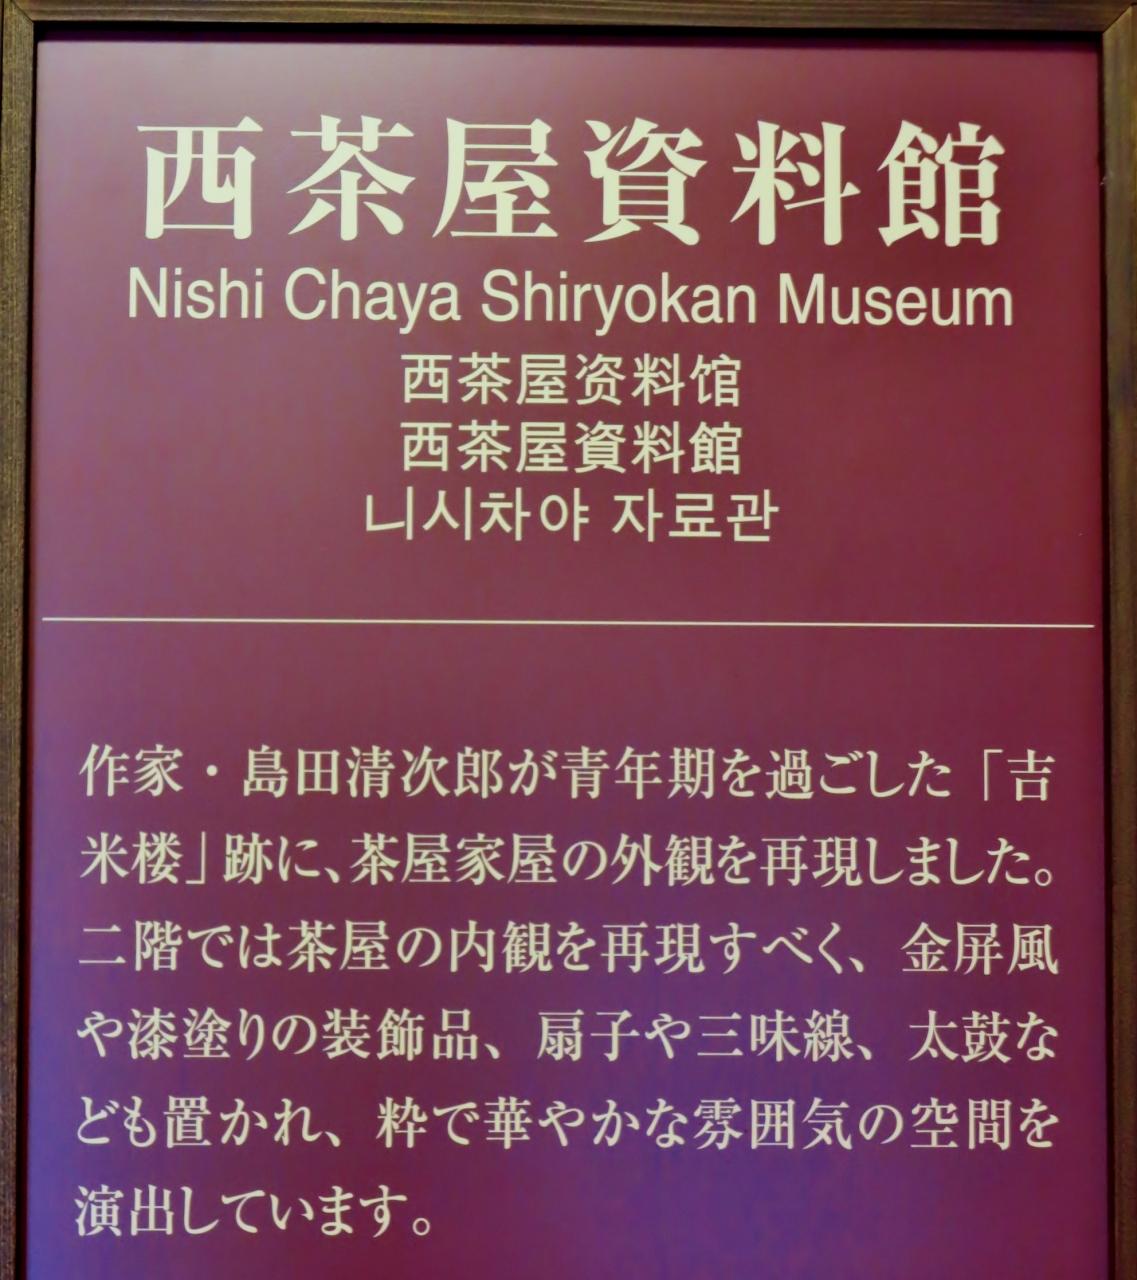 西茶屋資料館
Nishi Chaya Shiryokan Museum
西茶屋资料馆
西茶屋資料館
니시차야 자료관
作家・島田清次郎が青年期を過ごした「吉
米楼」跡に、茶屋家屋の外観を再現しました。
二階では茶屋の内観を再現すべく、金屏風
や漆塗りの装飾品、扇子や三味線、太鼓な
ども置かれ、粋で華やかな雰囲気の空間を
演出しています。